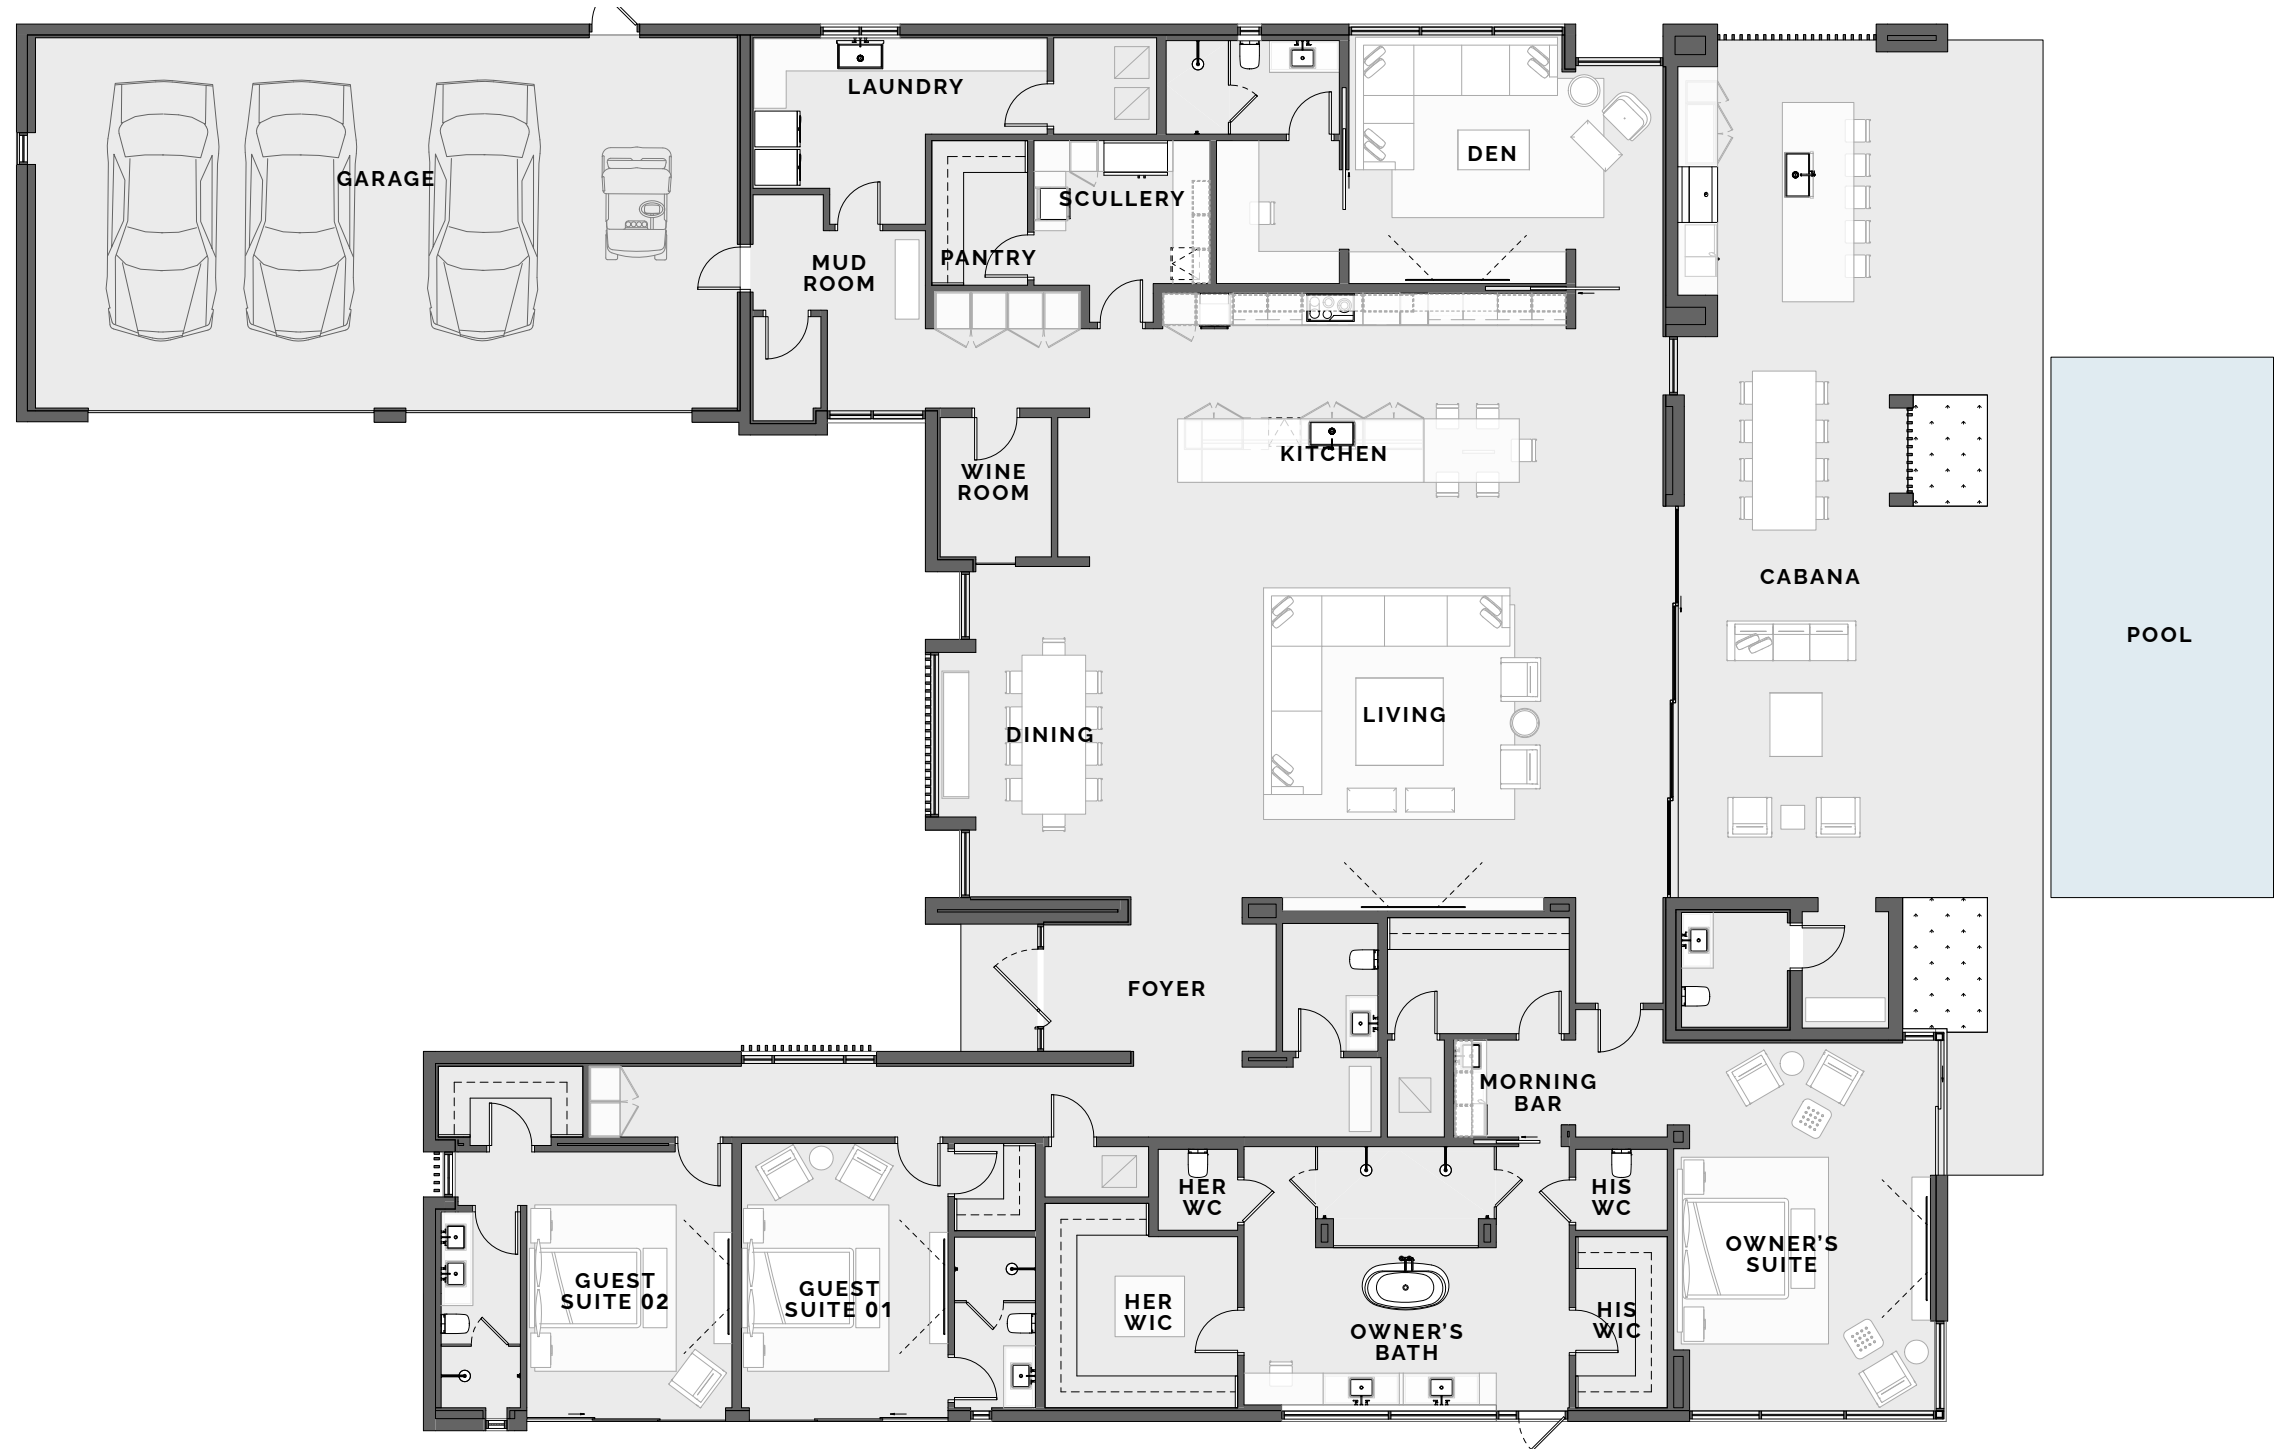 LAUNDRY
DEN
GARAGE
SCULLERY
PANTRY
MUD
ROOM
KITCHEN
WINE
ROOM
CABANA
POOL
LIVING
DINING
FOYER
MORNING
BAR
HER
WC
HIS
WC
OWNER'S
SUITE
GUEST
SUITE 02
GUEST
SUITE 01
HER
WIC
HIS
WIC
OWNER'S
BATH